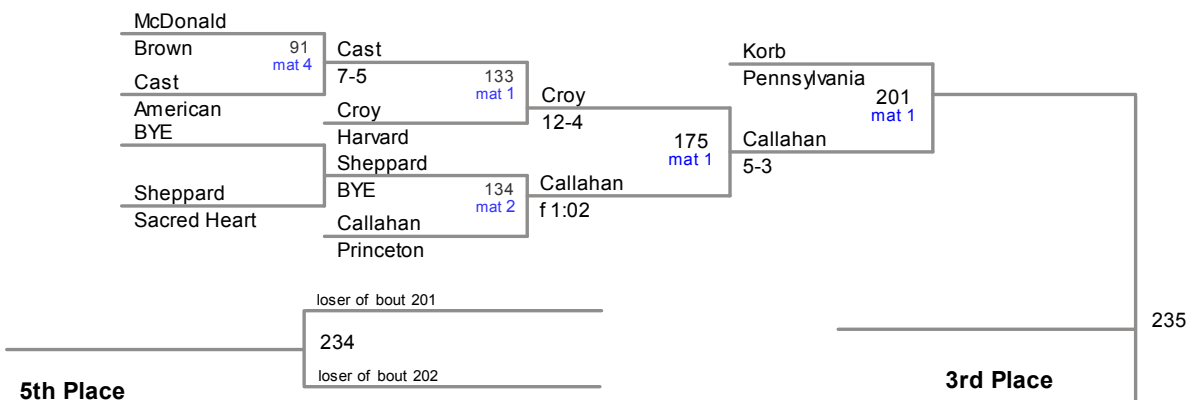 McDonald
Brown
91
mat 4
Cast
American
BYE
Sheppard
Sacred Heart
Cast
7-5
133
mat 1
Croy
Harvard
Sheppard
BYE
134
mat 2
Callahan
Princeton
Croy
12-4
175
mat 1
Callahan
f 1:02
Korb
Pennsylvania
201
mat 1
Callahan
5-3
loser of bout 201
234
loser of bout 202
5th Place
235
3rd Place